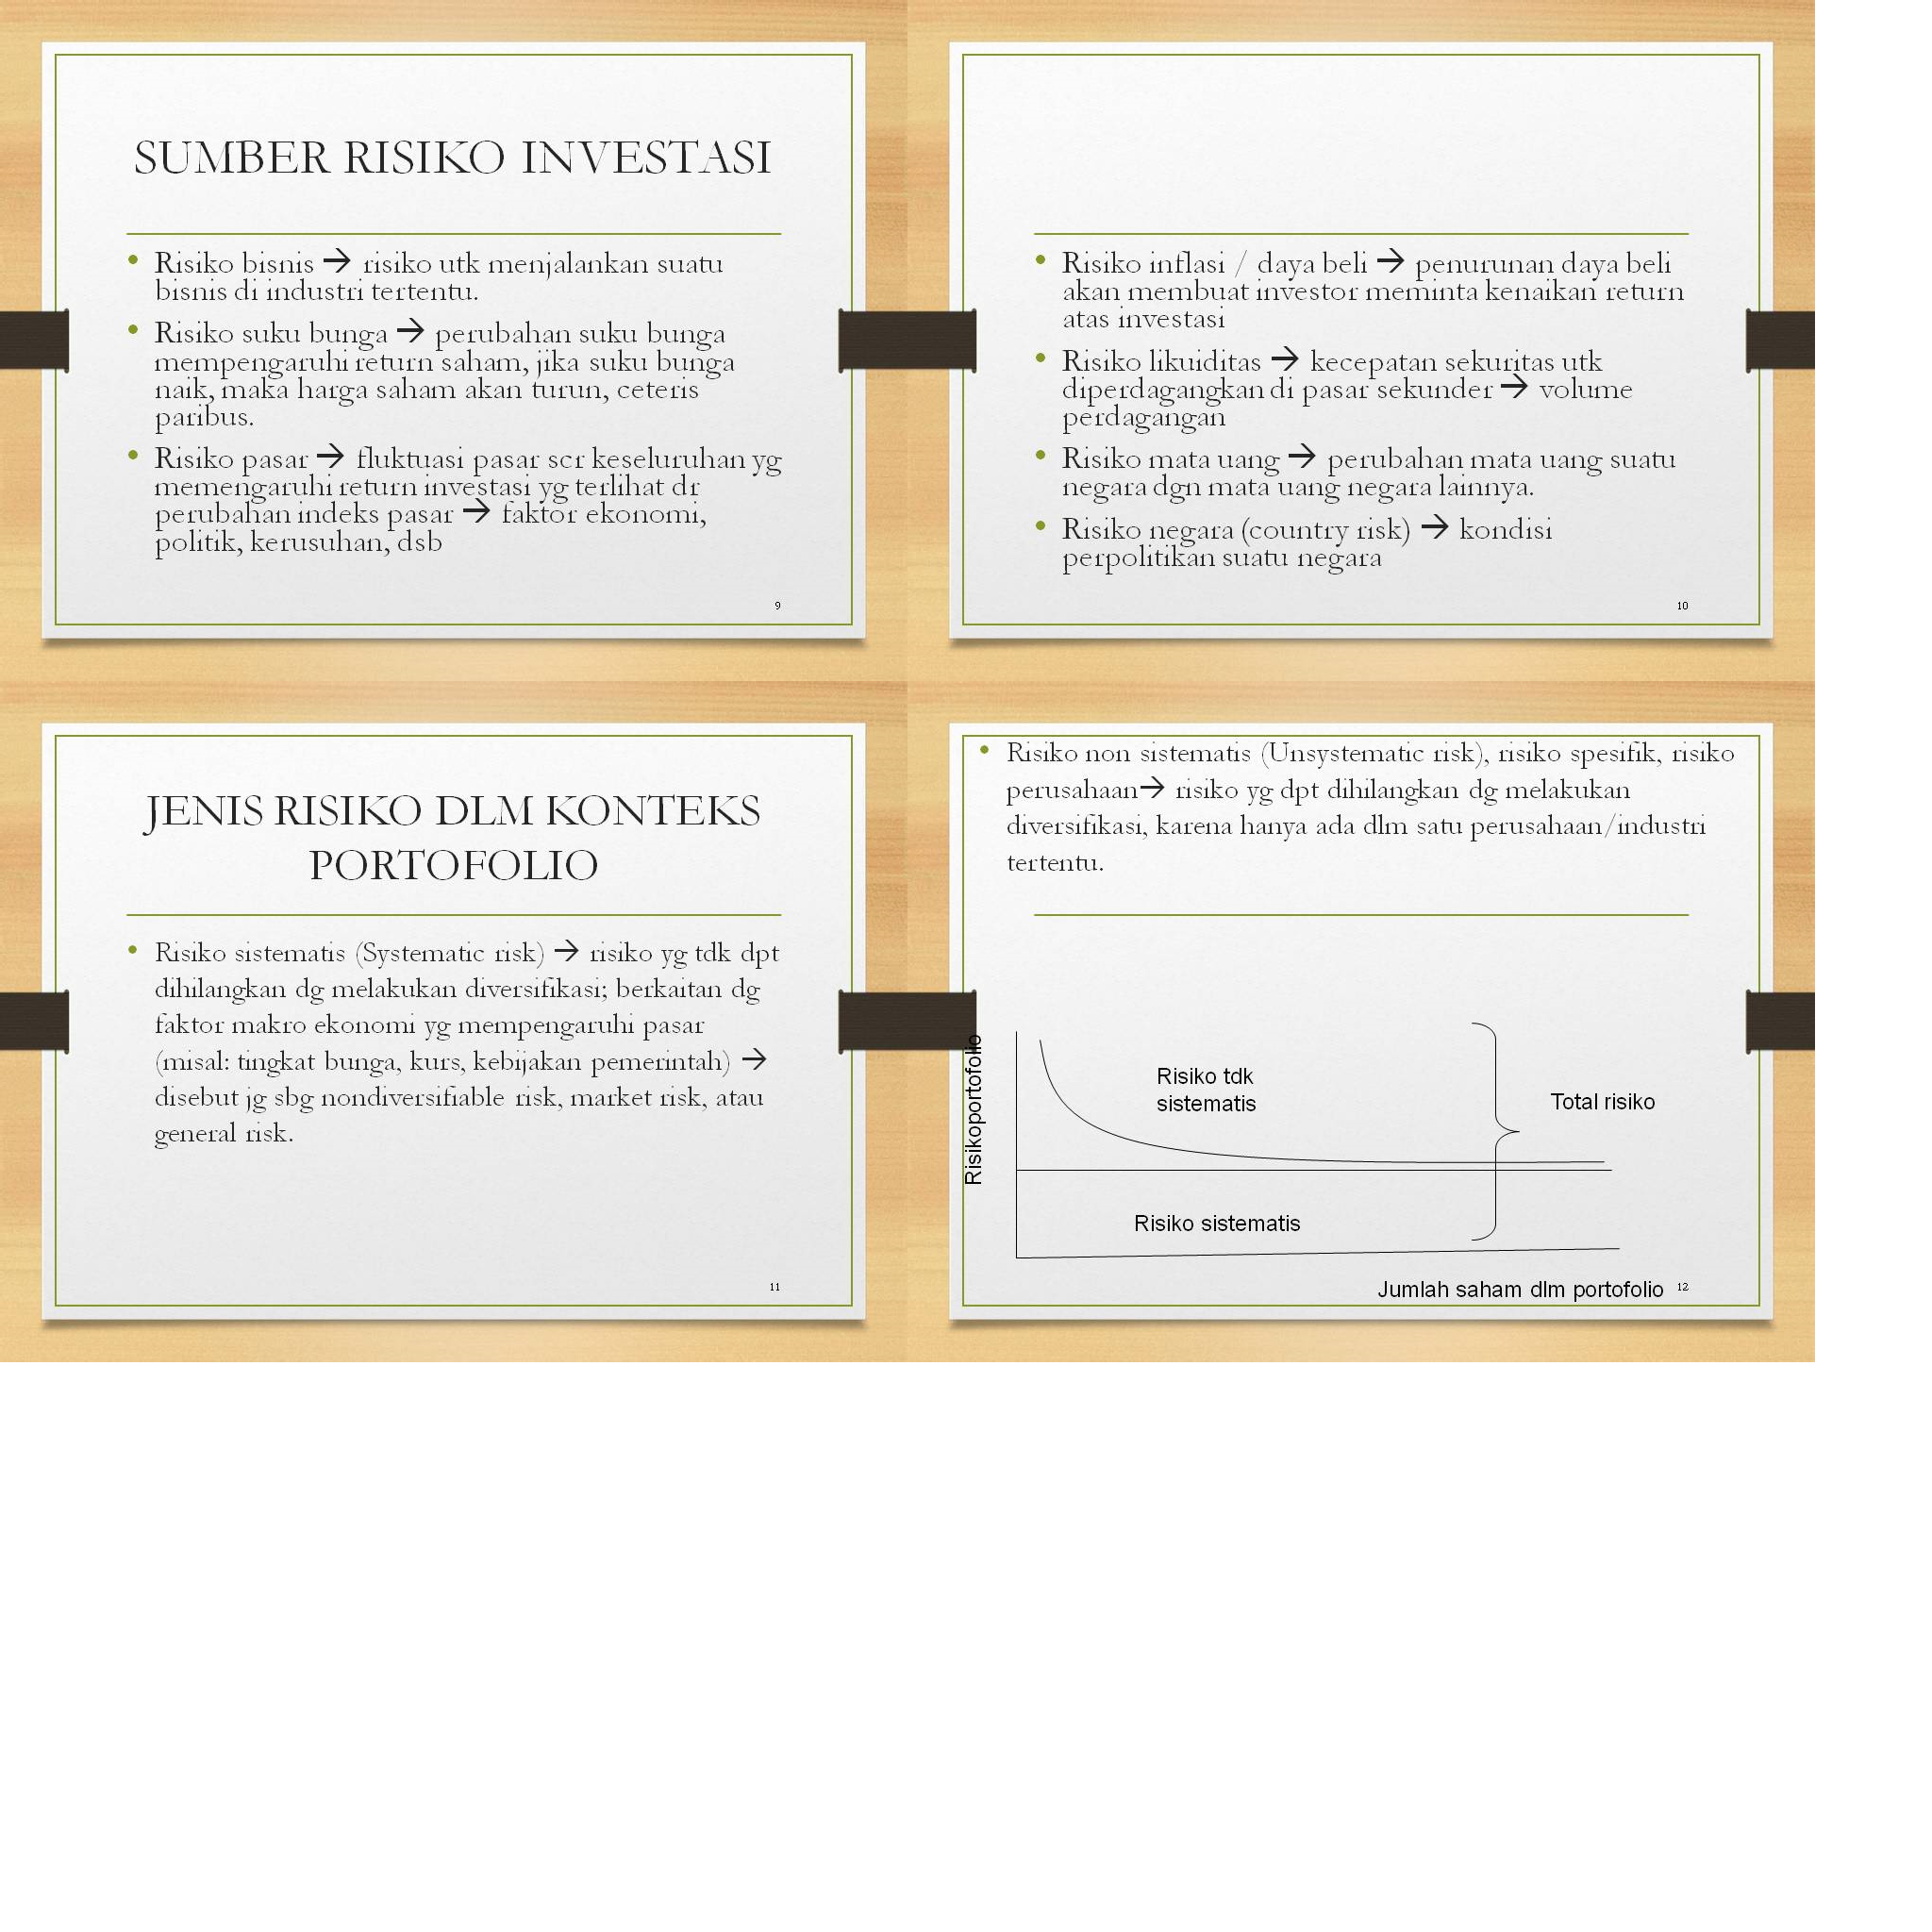 SUMBER RISIKO INVESTASI
• Risiko bisnis → risiko utk menjalankan suatu
bisnis di industri tertentu.
• Risiko suku bunga → perubahan suku bunga
mempengaruhi return saham, jika suku bunga
naik, maka harga saham akan turun, ceteris
paribus.
• Risiko pasar → fluktuasi pasar scr keseluruhan yg
memengaruhi return investasi yg terlihat dr
perubahan indeks pasar → faktor ekonomi,
politik, kerusuhan, dsb
9
• Risiko inflasi / daya beli → penurunan daya beli
akan membuat investor meminta kenaikan return
atas investasi
• Risiko likuiditas → kecepatan sekuritas utk
diperdagangkan di pasar sekunder → volume
perdagangan
• Risiko mata uang → perubahan mata uang suatu
negara dgn mata uang negara lainnya.
• Risiko negara (country risk) → kondisi
perpolitikan suatu negara
10
JENIS RISIKO DLM KONTEKS
PORTOFOLIO
• Risiko sistematis (Systematic risk) → risiko yg tdk dpt
dihilangkan dg melakukan diversifikasi; berkaitan dg
faktor makro ekonomi yg mempengaruhi pasar
(misal: tingkat bunga, kurs, kebijakan pemerintah) →
disebut jg sbg nondiversifiable risk, market risk, atau
general risk.
11
• Risiko non sistematis (Unsystematic risk), risiko spesifik, risiko
perusahaan→ risiko yg dpt dihilangkan dg melakukan
diversifikasi, karena hanya ada dlm satu perusahaan/industri
tertentu.
Risikoportofolio
Risiko tdk
sistematis
Total risiko
Risiko sistematis
Jumlah saham dlm portofolio
12